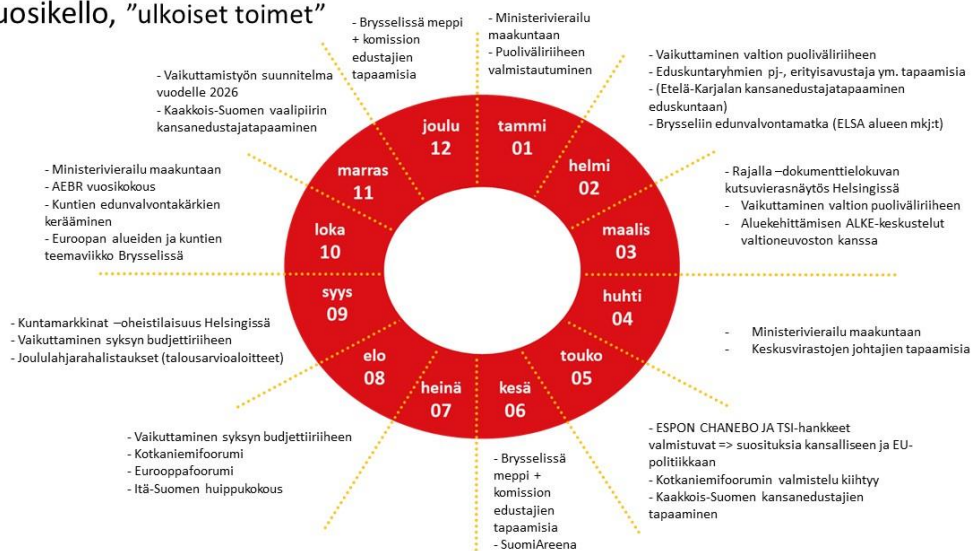 uosikello, ”ulkoiset toimet”
- Brysselissä meppi
+ komission
edustajien
tapaamisia
- Ministerivierailu
maakuntaan
- Puoliväliriiheen
valmistautuminen
- Vaikuttaminen valtion puoliväliriiheen
- Eduskuntaryhmien pj-, erityisavustaja ym. tapaamisia
- (Etelä-Karjalan kansanedustajatapaaminen
eduskuntaan)
- Brysseliin edunvalvontamatka (ELSA alueen mkj:t)
- Vaikuttamistyön suunnitelma
vuodelle 2026
- Kaakkois-Suomen vaalipiirin
kansanedustajatapaaminen
- Ministerivierailu maakuntaan
- AEBR vuosikokous
- Kuntien edunvalvontakärkien
kerääminen
- Euroopan alueiden ja kuntien
teemaviikko Brysselissä
- Rajalla –dokumenttielokuvan
kutsuvierasnäytös Helsingissä
- Vaikuttaminen valtion puoliväliriiheen
- Aluekehittämisen ALKE-keskustelut
valtioneuvoston kanssa
joulu
12
tammi
01
helmi
02
maalis
03
huhti
04
touko
05
kesä
06
heinä
07
elo
08
syys
09
loka
10
marras
11
- Kuntamarkkinat –oheistilaisuus Helsingissä
- Vaikuttaminen syksyn budjettiriiheen
- Joululahjarahalistaukset (talousarvioaloitteet)
- Ministerivierailu maakuntaan
- Keskusvirastojen johtajien tapaamisia
- Vaikuttaminen syksyn budjettiiriiheen
- Kotkaniemifoorumi
- Eurooppafoorumi
- Itä-Suomen huippukokous
- Brysselissä
meppi +
komission
edustajien
tapaamisia
- SuomiAreena
- ESPON CHANEBO JA TSI-hankkeet
valmistuvat => suosituksia kansalliseen ja EU-
politiikkaan
- Kotkaniemifoorumin valmistelu kiihtyy
- Kaakkois-Suomen kansanedustajien
tapaaminen